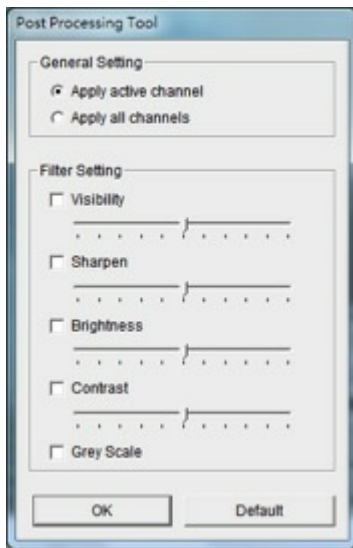 Post Processing Tool
General Setting
Apply active channel
Apply all channels
Filter Setting
Visibility
Sharpen
Brightness
Contrast
Grey Scale
OK
Default